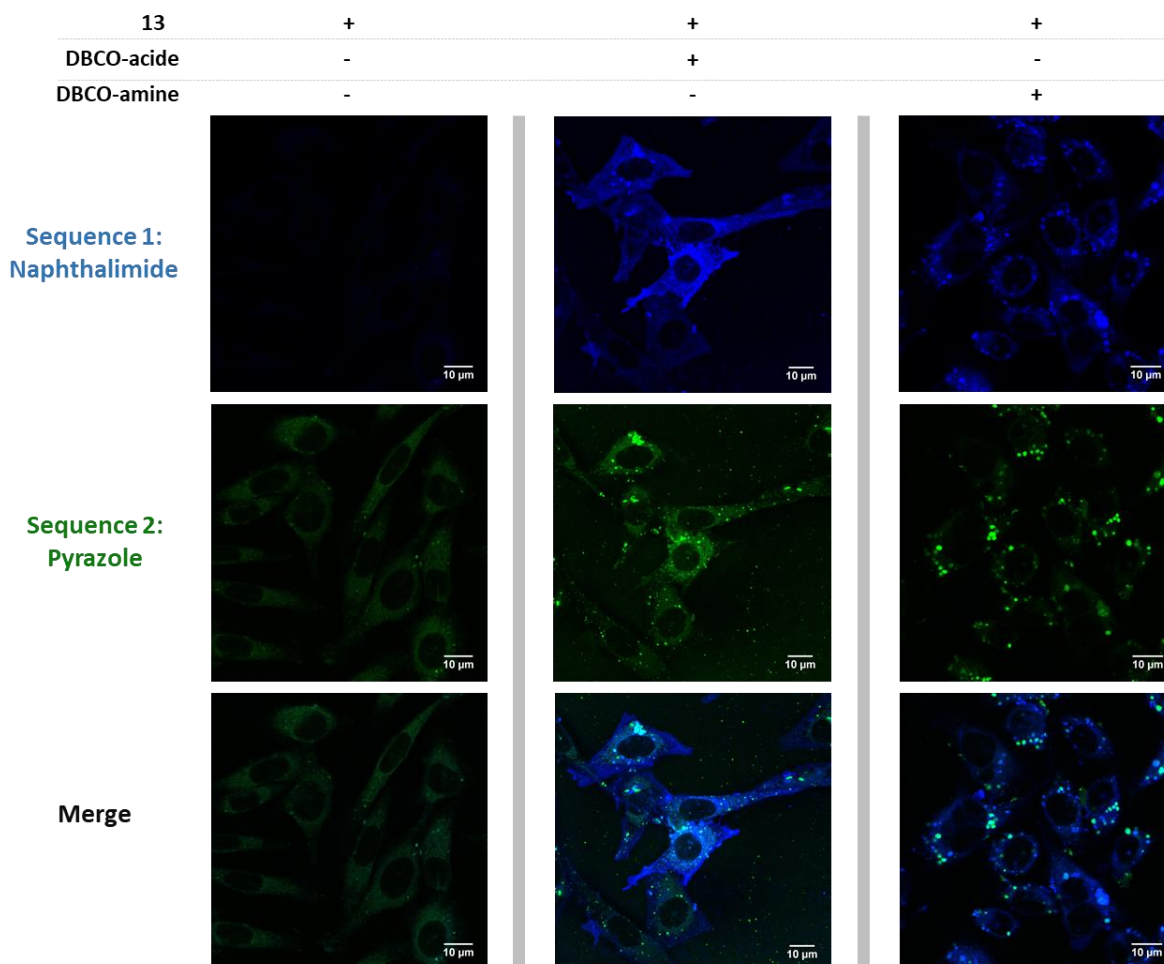 13 + + +
DBCO-acide - + -
DBCO-amine - - +
Sequence 1:
Naphthalimide
10 µm 10 µm 10 µm
Sequence 2:
Pyrazole
10 µm 10 µm 10 µm
Merge
10 µm 10 µm 10 µm